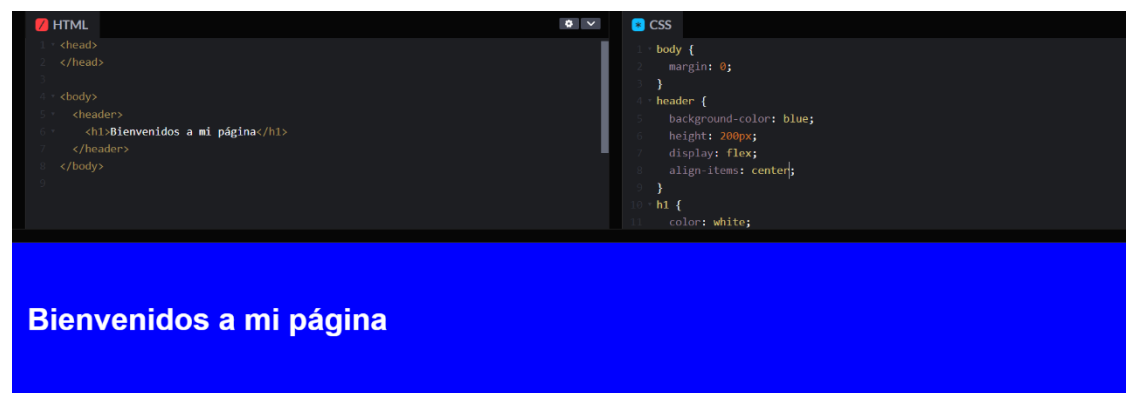 HTML
1 <head>
2 </head>
3
4 <body>
5 <header>
6 <h1>Bienvenidos a mi página</h1>
7 </header>
8 </body>
9
CSS
1 body {
2 margin: 0;
3 }
4 header {
5 background-color: blue;
6 height: 200px;
7 display: flex;
8 align-items: center;
9 }
10 h1 {
11 color: white;
Bienvenidos a mi página